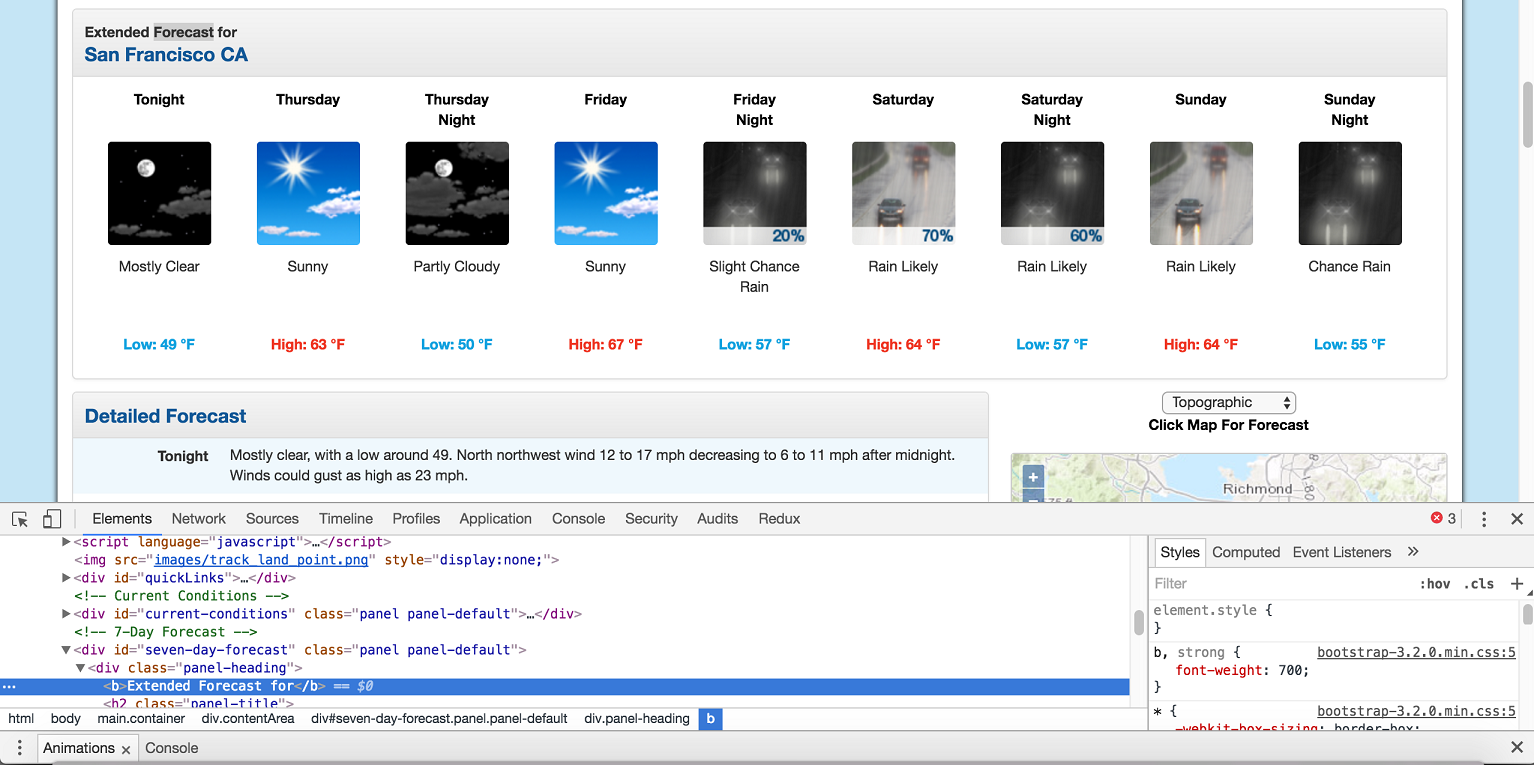 Extended Forecast for
San Francisco CA
Tonight
Thursday
Thursday
Night
Friday
Friday
Night
Saturday
Saturday
Night
Sunday
Sunday
Night
20%
70%
60%
Mostly Clear
Sunny
Partly Cloudy
Sunny
Slight Chance
Rain
Rain Likely
Rain Likely
Rain Likely
Chance Rain
Low: 49 °F
High: 63 °F
Low: 50 °F
High: 67 °F
Low: 57 °F
High: 64 °F
Low: 57 °F
High: 64 °F
Low: 55 °F
Detailed Forecast
Tonight
Mostly clear, with a low around 49. North northwest wind 12 to 17 mph decreasing to 6 to 11 mph after midnight.
Winds could gust as high as 23 mph.
Topographic
Click Map For Forecast
+
Richmond
I-80
Elements Network Sources Timeline Profiles Application Console Security Audits Redux
3
<script language="javascript">…</script>
<img src="images/track_land_point.png" style="display:none;">
<div id="quickLinks">…</div>
<!-- Current Conditions -->
<div id="current-conditions" class="panel panel-default">…</div>
<!-- 7-Day Forecast -->
<div id="seven-day-forecast" class="panel panel-default">
<div class="panel-heading">
<b>Extended Forecast for</b> == $0
<h2 class="panel-title">
html body main.container div.contentArea div#seven-day-forecast.panel.panel-default div.panel-heading b
Styles Computed Event Listeners »
Filter :hov .cls +
element.style {
}
b, strong { bootstrap-3.2.0.min.css:5
font-weight: 700;
}
* { bootstrap-3.2.0.min.css:5
-webkit-box-sizing: border-box;
Animations × Console